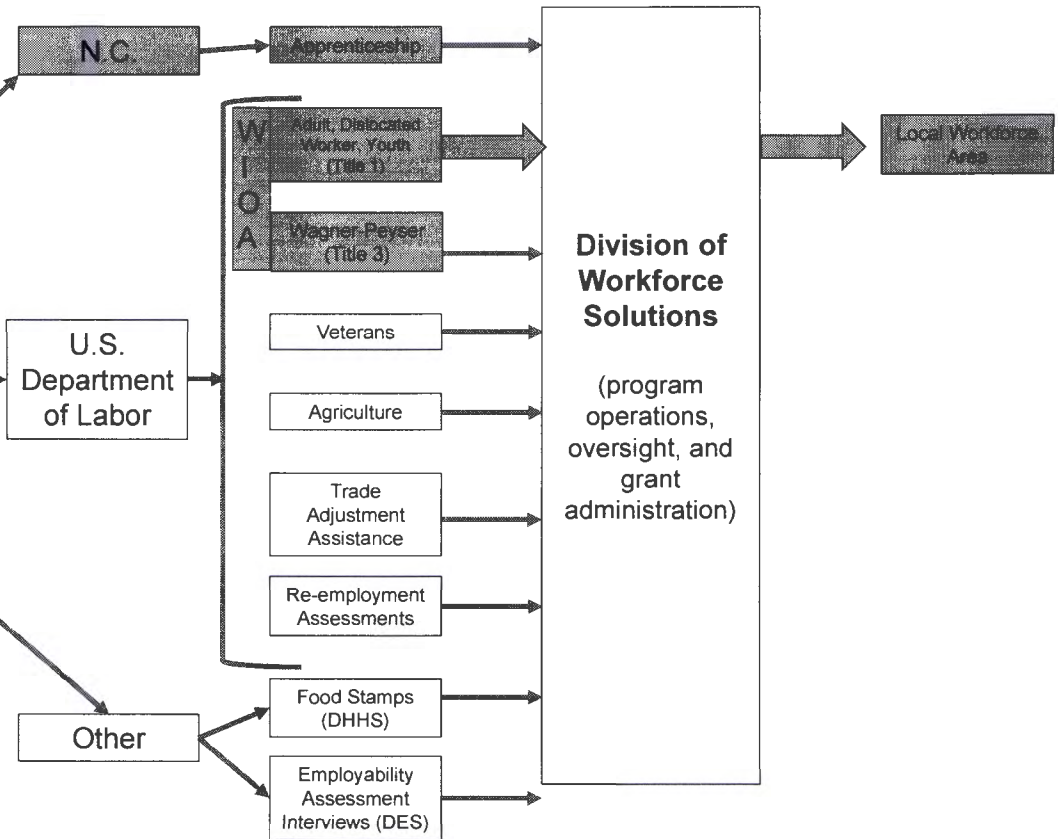 N.C.
Apprenticeship
W
I
O
A
Adult, Dislocated
Worker, Youth
(Title 1)
Wagner-Peyser
(Title 3)
U.S.
Department
of Labor
Veterans
Agriculture
Trade
Adjustment
Assistance
Re-employment
Assessments
Other
Food Stamps
(DHHS)
Employability
Assessment
Interviews (DES)
Division of
Workforce
Solutions
(program
operations,
oversight, and
grant
administration)
Local Workforce
Area